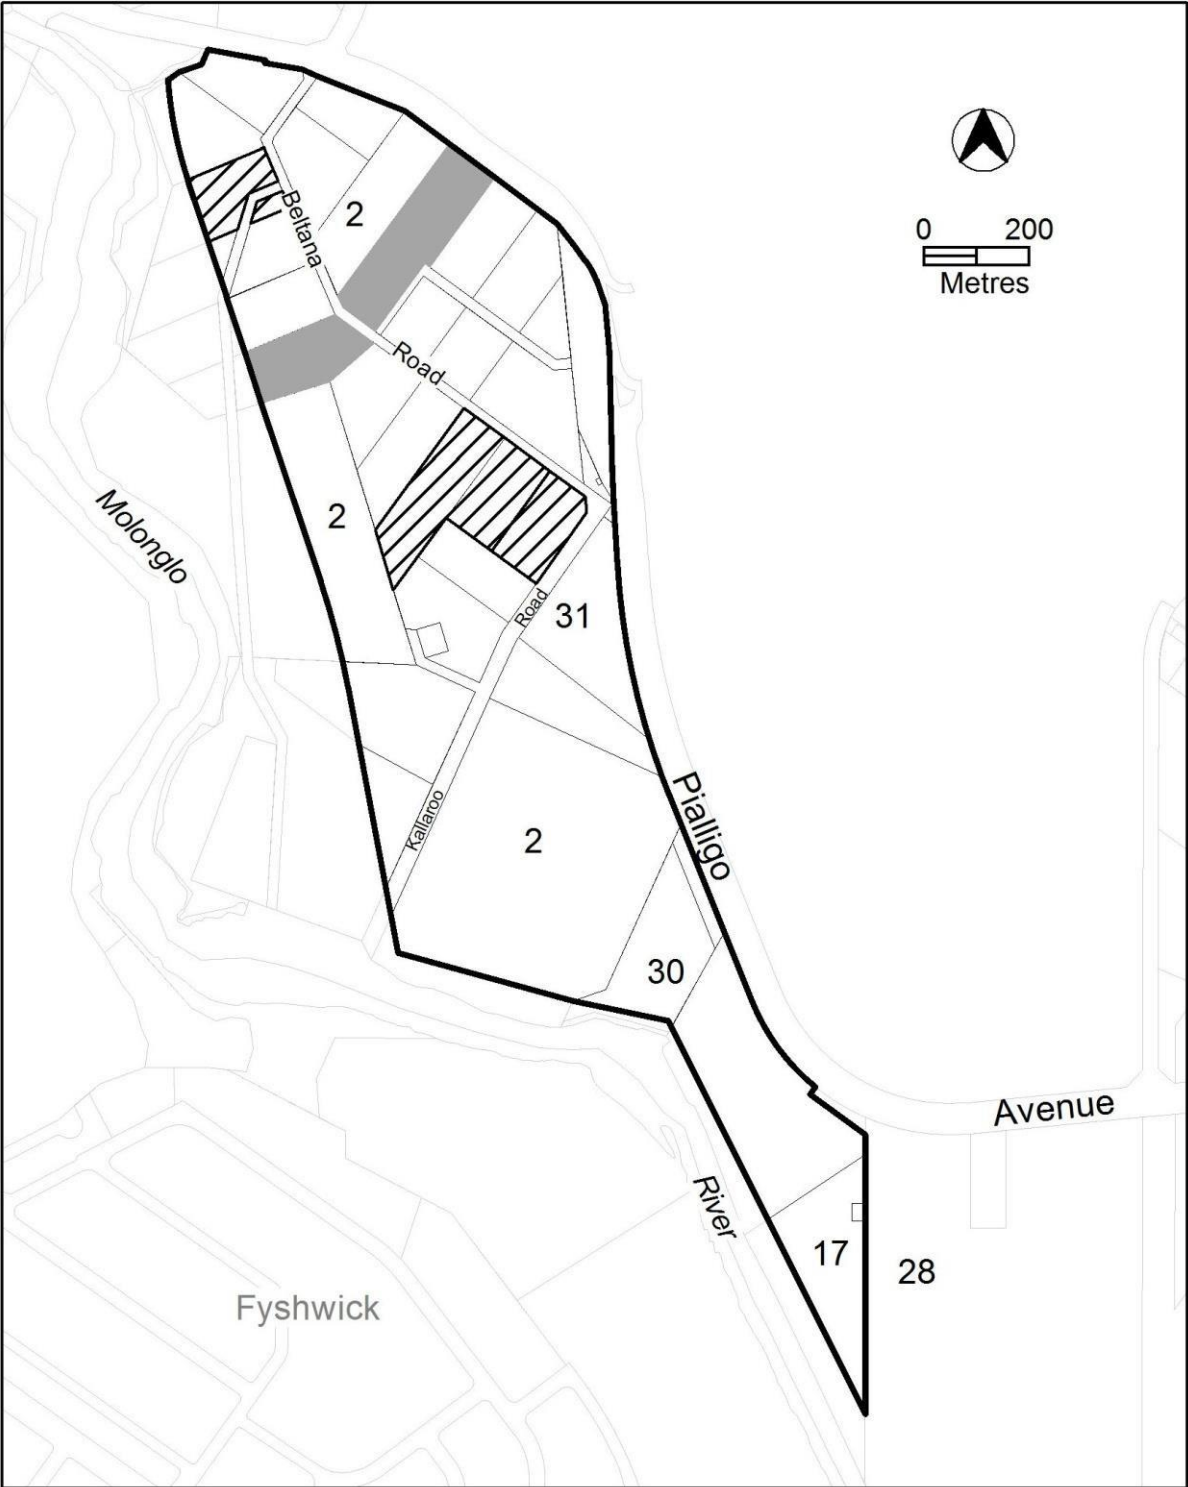 2
Beltana
Road
0 200
Metres
Molonglo
2
Road
31
Pialligo
Kallaroo
2
30
Avenue
River
17
28
Fyshwick